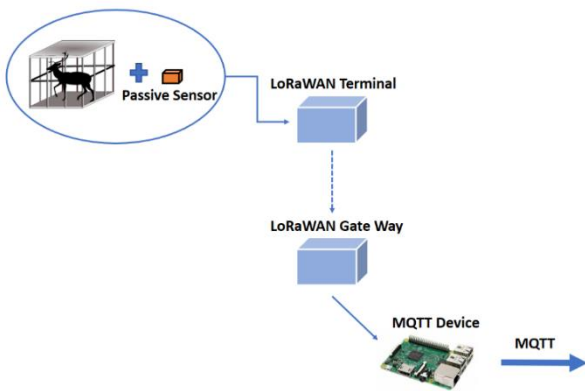 Passive Sensor
LoRaWAN Terminal
LoRaWAN Gate Way
MQTT Device
MQTT